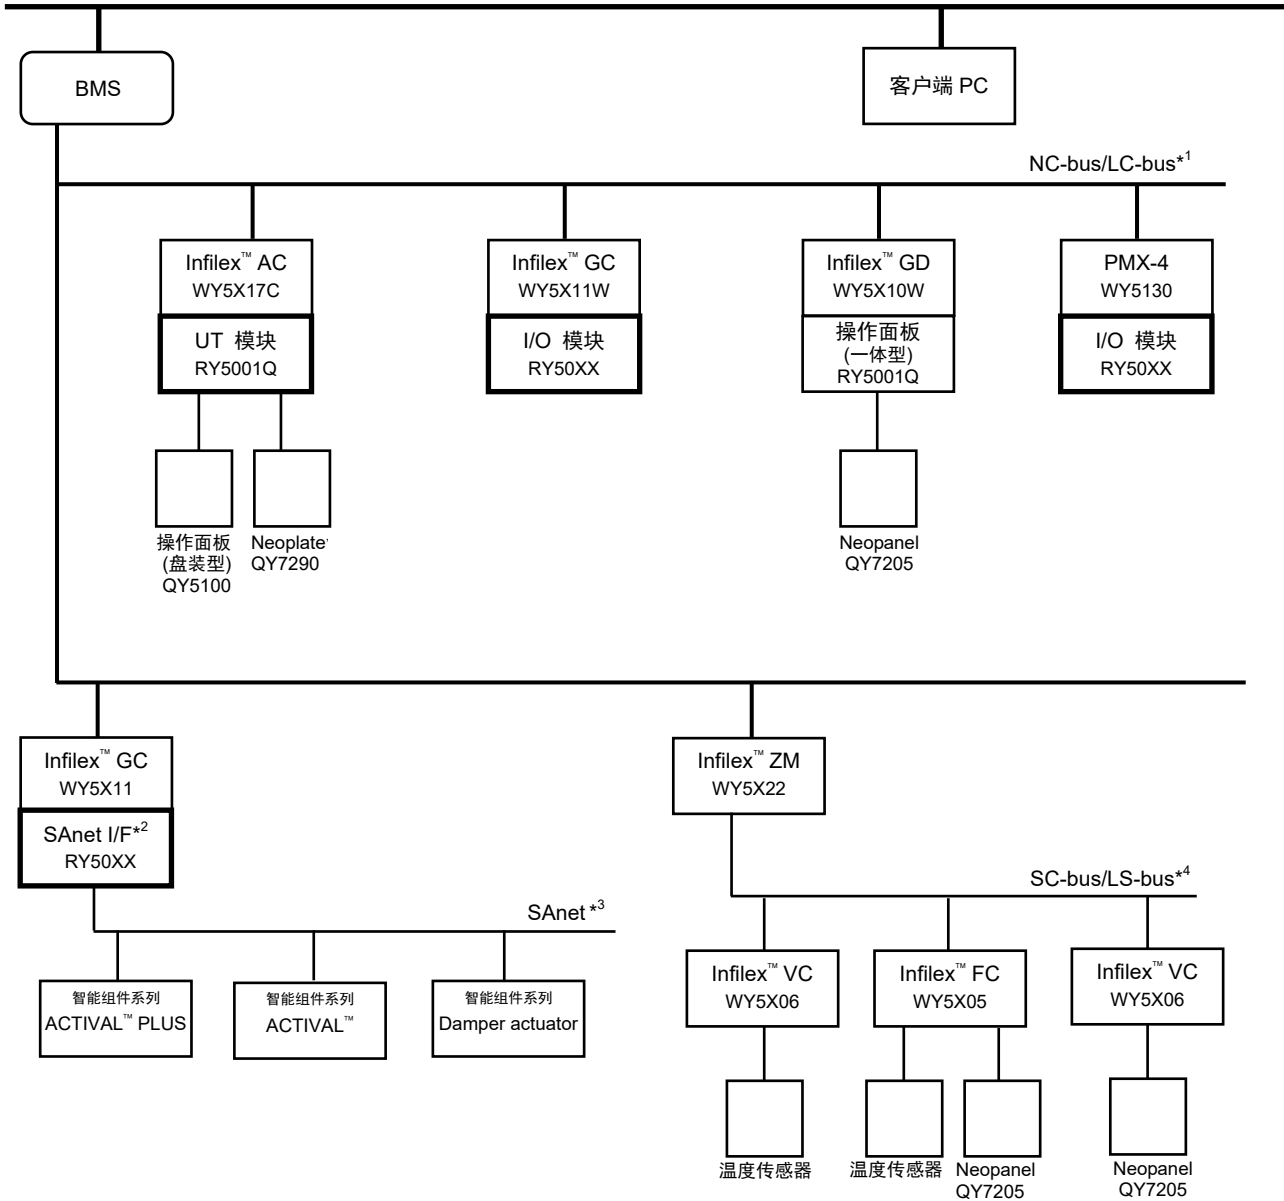 BMS
客户端 PC
NC-bus/LC-bus*1
Infilex™ AC
WY5X17C
UT 模块
RY5001Q
Infilex™ GC
WY5X11W
I/O 模块
RY50XX
Infilex™ GD
WY5X10W
操作面板
(一体型)
RY5001Q
PMX-4
WY5130
I/O 模块
RY50XX
操作面板
(盘装型)
QY5100
Neoplate
QY7290
Neopanel
QY7205
Infilex™ GC
WY5X11
SAnet I/F*2
RY50XX
Infilex™ ZM
WY5X22
SAnet *3
SC-bus/LS-bus*4
智能组件系列
ACTIVAL™ PLUS
智能组件系列
ACTIVAL™
智能组件系列
Damper actuator
Infilex™ VC
WY5X06
Infilex™ FC
WY5X05
Infilex™ VC
WY5X06
温度传感器
温度传感器
Neopanel
QY7205
Neopanel
QY7205